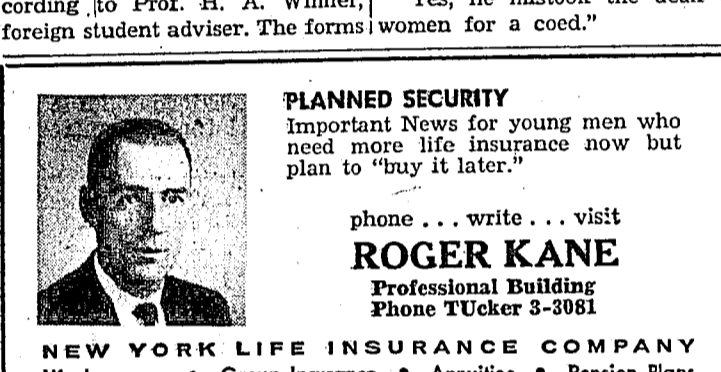 to Prof. H. A.
foreign student adviser. The forms
women for a coed."
PLANNED SECURITY
Important News for young men who
need more life insurance now but
plan to "buy it later."
phone . . . write . . . visit
ROGER KANE
Professional Building
Phone TUcker 3-3081
NEW YORK LIFE INSURANCE COMPANY